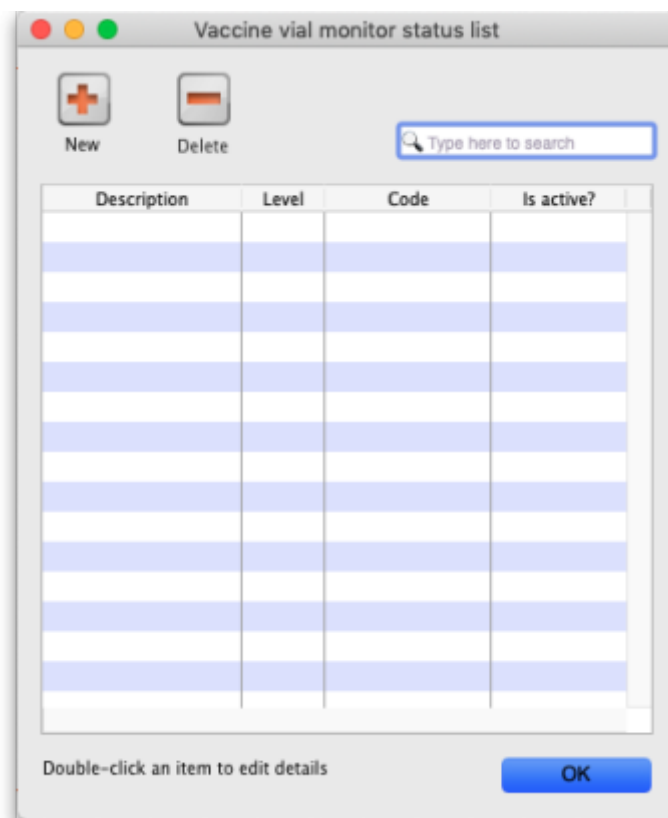 Vaccine vial monitor status list
New Delete
Type here to search
Description Level Code Is active?
Double-click an item to edit details
OK